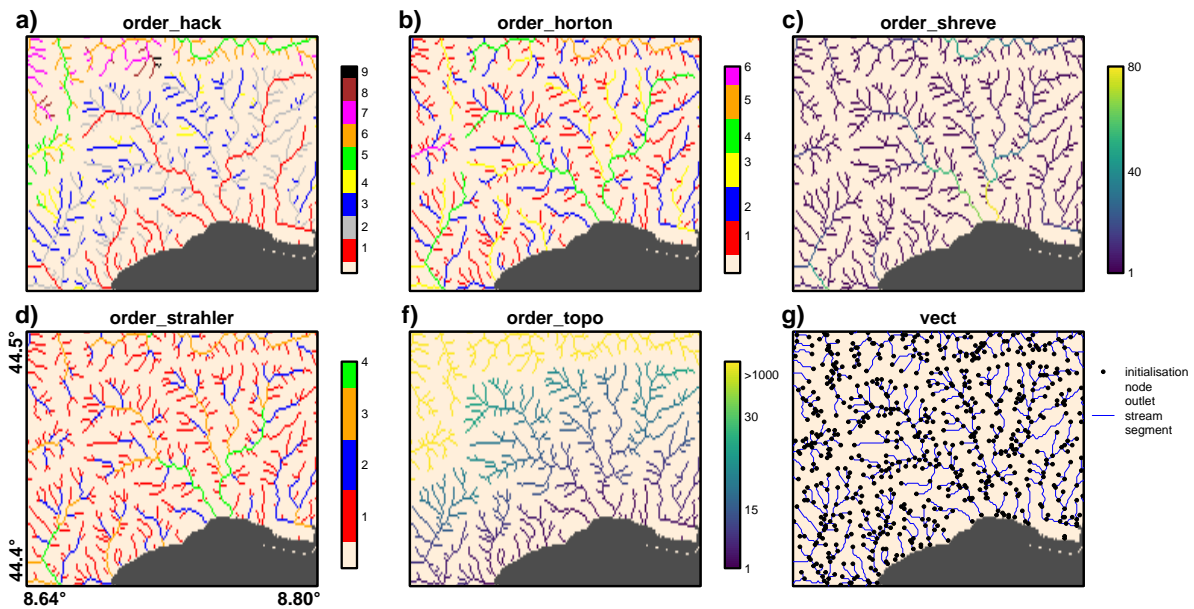 a)
order_hack
9
8
7
6
5
4
3
2
1
b)
order_horton
6
5
4
3
2
1
c)
order_shreve
80
40
1
d)
order_strahler
44.5°
44.4°
8.64°
8.80°
4
3
2
1
f)
order_topo
>1000
30
15
1
g)
vect
initialisation
node
outlet
stream
segment